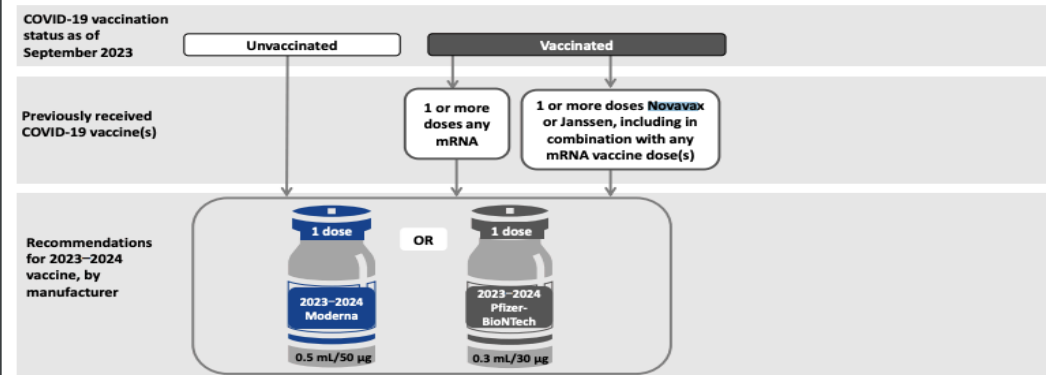 COVID-19 vaccination
status as of
September 2023
Unvaccinated
Vaccinated
Previously received
COVID-19 vaccine(s)
1 or more
doses any
mRNA
1 or more doses Novavax
or Janssen, including in
combination with any
mRNA vaccine dose(s)
Recommendations
for 2023–2024
vaccine, by
manufacturer
1 dose
2023–2024
Moderna
0.5 mL/50 µg
OR
1 dose
2023–2024
Pfizer-
BioNTech
0.3 mL/30 µg